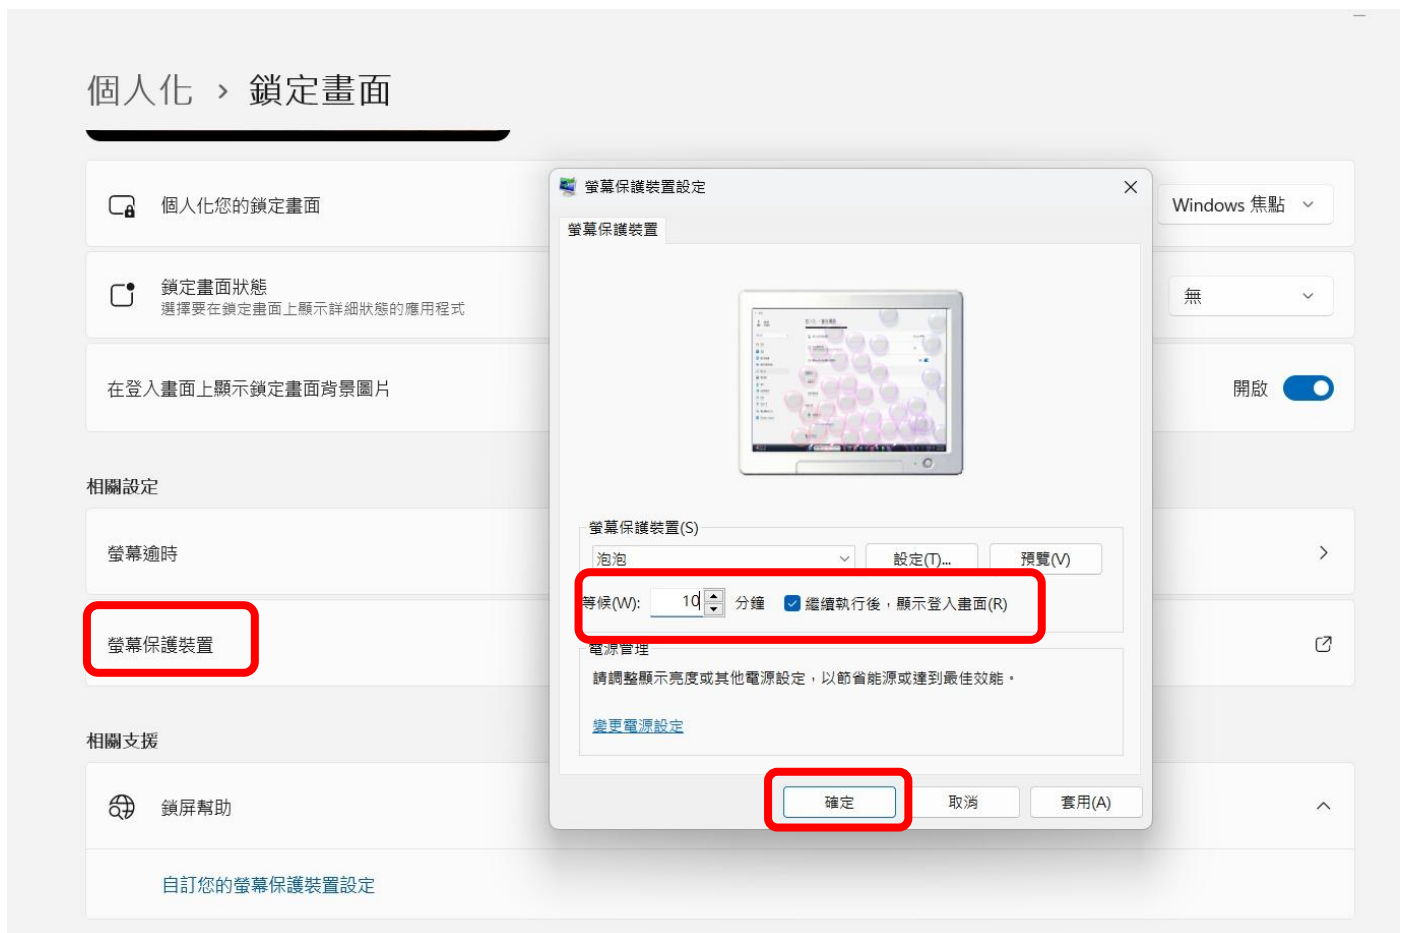 個人化 › 鎖定畫面
個人化您的鎖定畫面
Windows 焦點
鎖定畫面狀態
選擇要在鎖定畫面上顯示詳細狀態的應用程式
無
在登入畫面上顯示鎖定畫面背景圖片
開啟
相關設定
螢幕逾時
螢幕保護裝置
相關支援
鎖屏幫助
自訂您的螢幕保護裝置設定
螢幕保護裝置設定
螢幕保護裝置
螢幕保護裝置(S)
泡泡
設定(T)...
預覽(V)
等候(W): 10 分鐘 繼續執行後，顯示登入畫面(R)
電源管理
請調整顯示亮度或其他電源設定，以節省能源或達到最佳效能。
變更電源設定
確定
取消
套用(A)